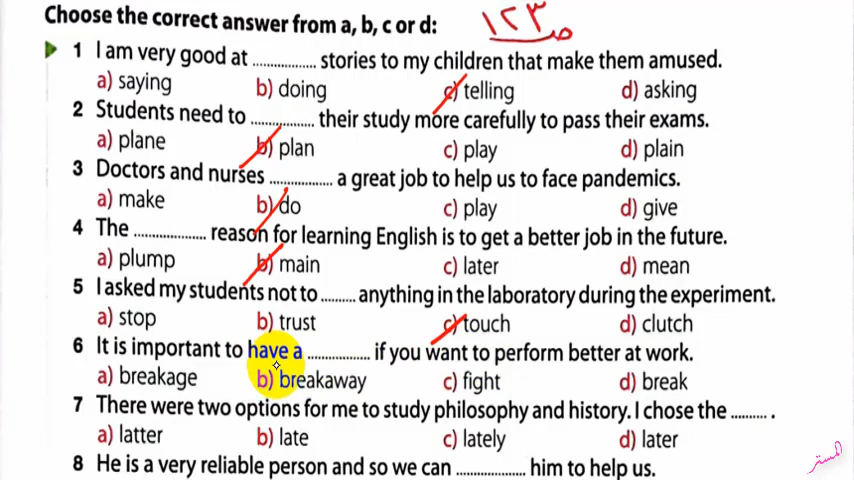 Choose the correct answer from a, b, c or d:
ص ١٢٣
1 I am very good at ................ stories to my children that make them amused.
a) saying b) doing c) telling d) asking
2 Students need to ................ their study more carefully to pass their exams.
a) plane b) plan c) play d) plain
3 Doctors and nurses ................ a great job to help us to face pandemics.
a) make b) do c) play d) give
4 The .................. reason for learning English is to get a better job in the future.
a) plump b) main c) later d) mean
5 I asked my students not to ......... anything in the laboratory during the experiment.
a) stop b) trust c) touch d) clutch
6 It is important to have a ................ if you want to perform better at work.
a) breakage b) breakaway c) fight d) break
7 There were two options for me to study philosophy and history. I chose the .......... .
a) latter b) late c) lately d) later
8 He is a very reliable person and so we can ................. him to help us.
المستر